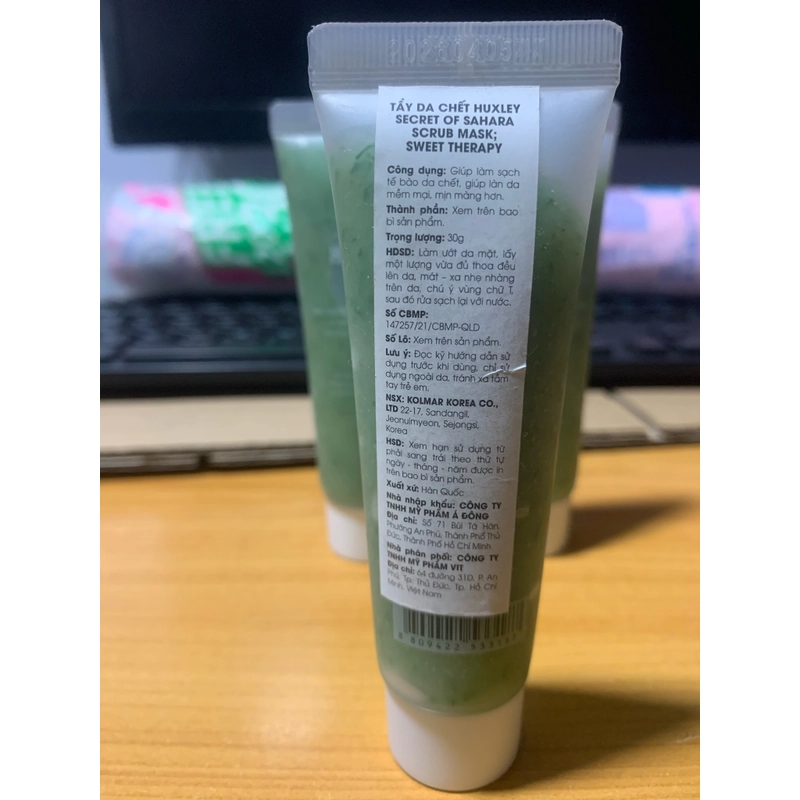 TẨY DA CHẾT HUXLEY
SECRET OF SAHARA
SCRUB MASK;
SWEET THERAPY
Công dụng: Giúp làm sạch
tế bào da chết, giúp làn da
mềm mại, mịn màng hơn.
Thành phần: Xem trên bao
bì sản phẩm.
Trọng lượng: 30g
HDSD: Làm ướt da mặt, lấy
một lượng vừa đủ thoa đều
lên da, mát – xa nhẹ nhàng
trên da, chú ý vùng chữ T,
sau đó rửa sạch lại với nước.
Số CBMP:
147257/21/CBMP-QLD
Số Lô: Xem trên sản phẩm.
Lưu ý: Đọc kỹ hướng dẫn sử
dụng trước khi dùng, chỉ sử
dụng ngoài da, tránh xa tầm
tay trẻ em.
NSX: KOLMAR KOREA CO.,
LTD 22-17, Sandangil,
Jeonuimyeon, Sejongsi,
Korea
HSD: Xem hạn sử dụng từ
phải sang trái theo thứ tự
ngày - tháng - năm được in
trên bao bì sản phẩm.
Xuất xứ: Hàn Quốc
Nhà nhập khẩu: CÔNG TY
TNHH MỸ PHẨM Á ĐÔNG
Địa chỉ: Số 71 Bùi Tá Hán,
Phường An Phú, Thành Phố Thủ
Đức, Thành Phố Hồ Chí Minh
Nhà phân phối: CÔNG TY
TNHH MỸ PHẨM VIT
Địa chỉ: 64 đường 31D, P. An
Phú, Tp. Thủ Đức, Tp. Hồ Chí
Minh, Việt Nam